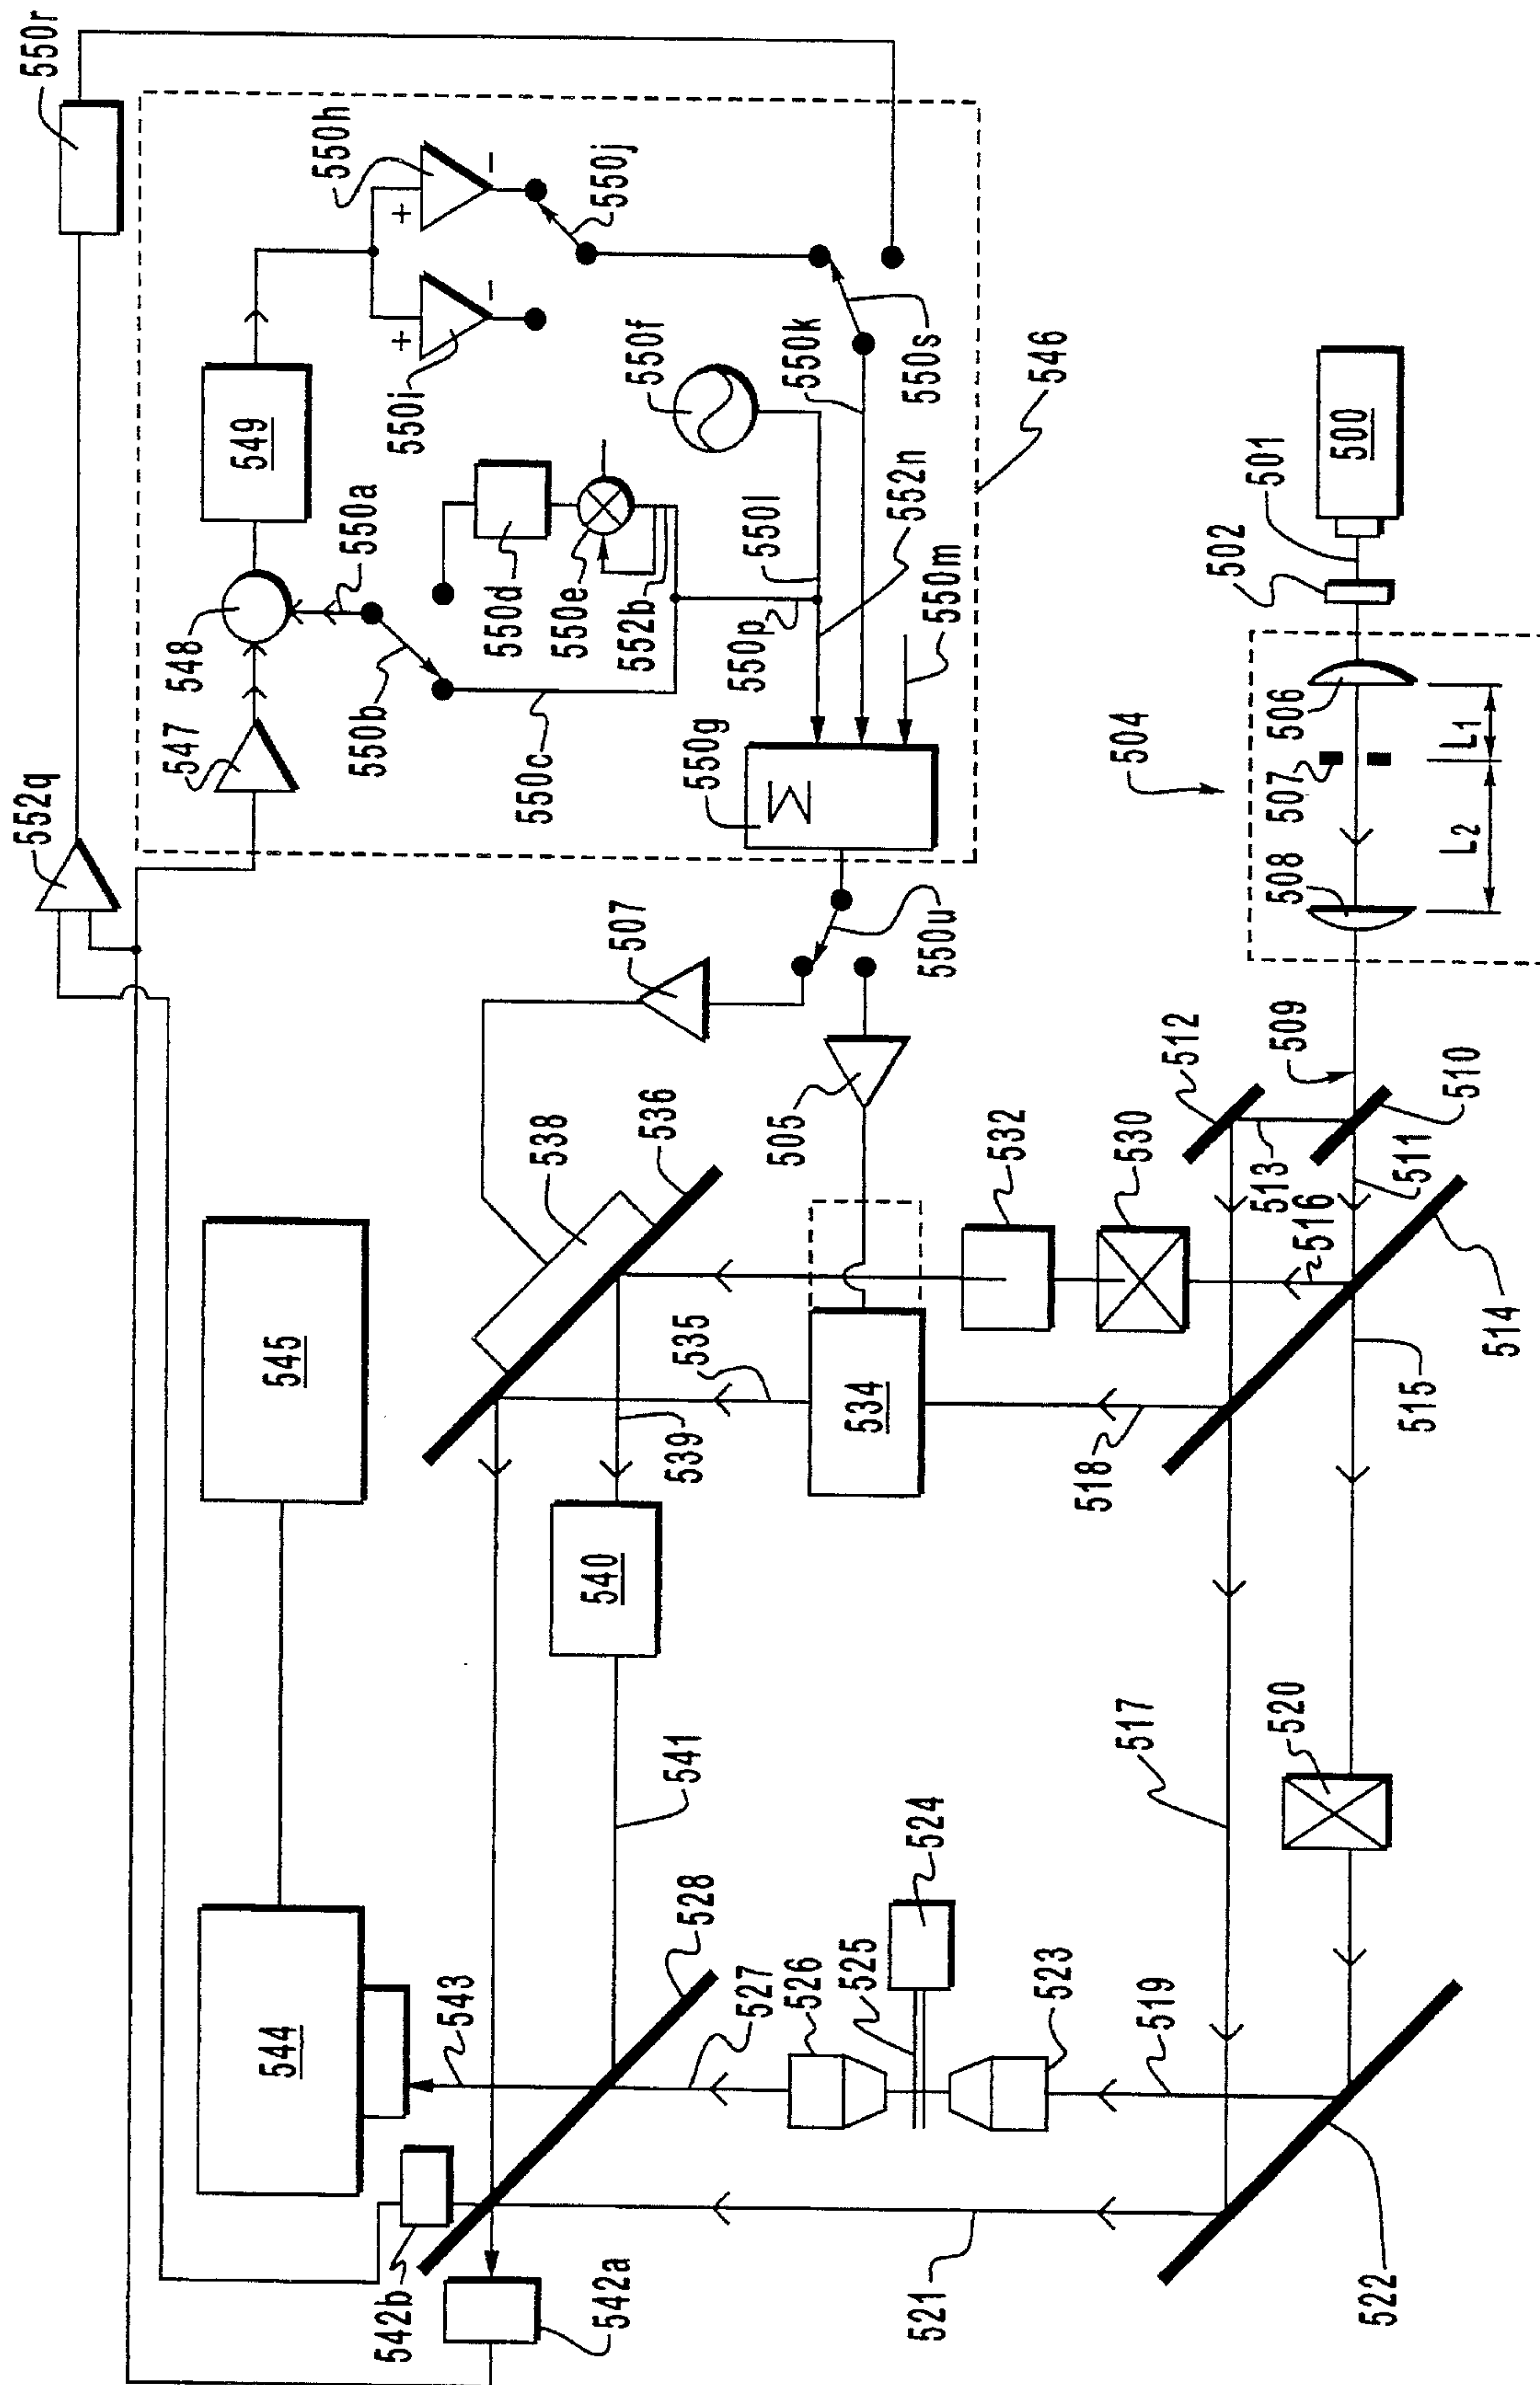 550r
552q
547
548
549
550h
+
−
+
−
550i
550j
550a
550b
550c
550d
550e
552b
550f
550p
550l
552n
550k
550s
550m
546
550g
Σ
550u
507
505
538
536
545
535
539
534
540
541
532
530
512
513
516
509
510
511
514
515
518
517
504
506
507
508
L1
L2
502
501
500
544
543
528
527
526
525
524
523
520
519
522
521
542b
542a